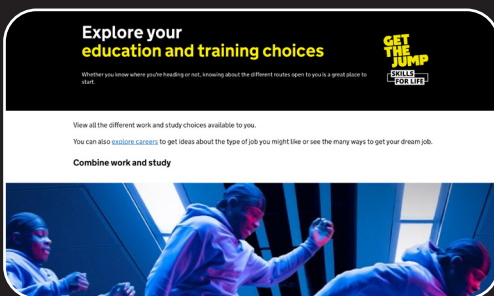 Explore your
education and training choices
Whether you know where you're heading or not, knowing about the different routes open to you is a great place to
start.
GET
THE
JUMP
SKILLS
FOR LIFE
View all the different work and study choices available to you.
You can also explore careers to get ideas about the type of job you might like or see the many ways to get your dream job.
Combine work and study